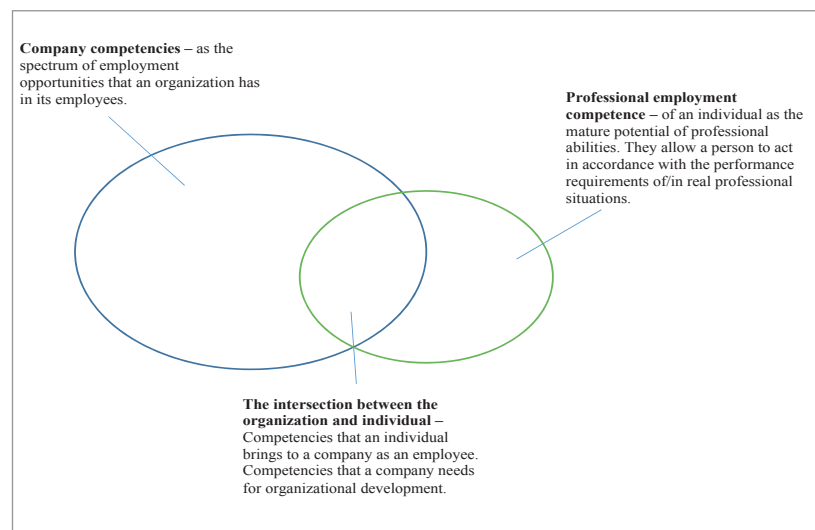 Company competencies – as the
spectrum of employment
opportunities that an organization has
in its employees.
Professional employment
competence – of an individual as the
mature potential of professional
abilities. They allow a person to act
in accordance with the performance
requirements of/in real professional
situations.
The intersection between the
organization and individual –
Competencies that an individual
brings to a company as an employee.
Competencies that a company needs
for organizational development.